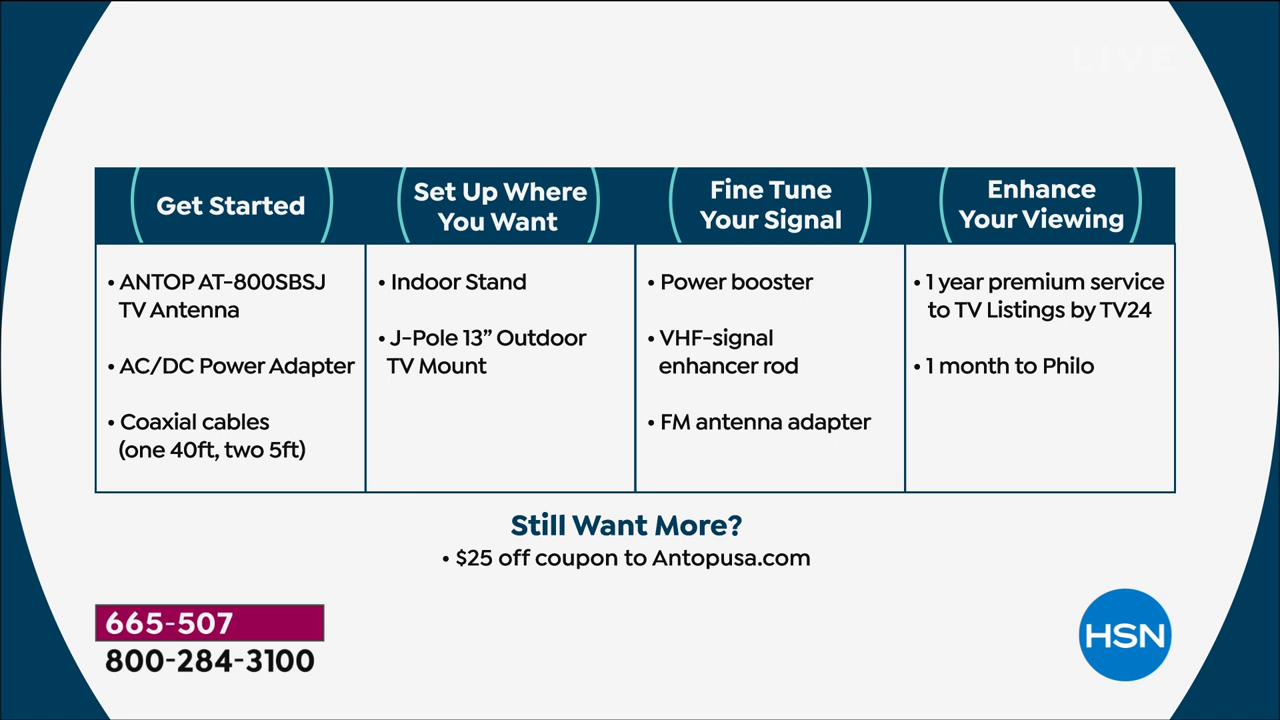 LIVE
Get Started
Set Up Where
You Want
Fine Tune
Your Signal
Enhance
Your Viewing
• ANTOP AT-800SBSJ
TV Antenna
• AC/DC Power Adapter
• Coaxial cables
(one 40ft, two 5ft)
• Indoor Stand
• J-Pole 13” Outdoor
TV Mount
• Power booster
• VHF-signal
enhancer rod
• FM antenna adapter
• 1 year premium service
to TV Listings by TV24
• 1 month to Philo
Still Want More?
• $25 off coupon to Antopusa.com
665-507
800-284-3100
HSN